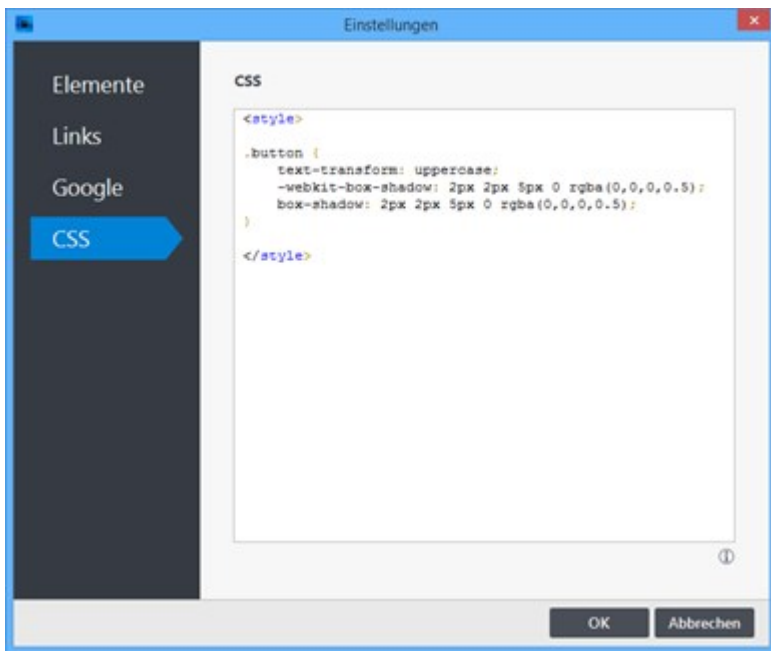 Einstellungen
Elemente
Links
Google
CSS
CSS
<style>
.button {
text-transform: uppercase;
-webkit-box-shadow: 2px 2px 5px 0 rgba(0,0,0,0.5);
box-shadow: 2px 2px 5px 0 rgba(0,0,0,0.5);
}
</style>
OK Abbrechen